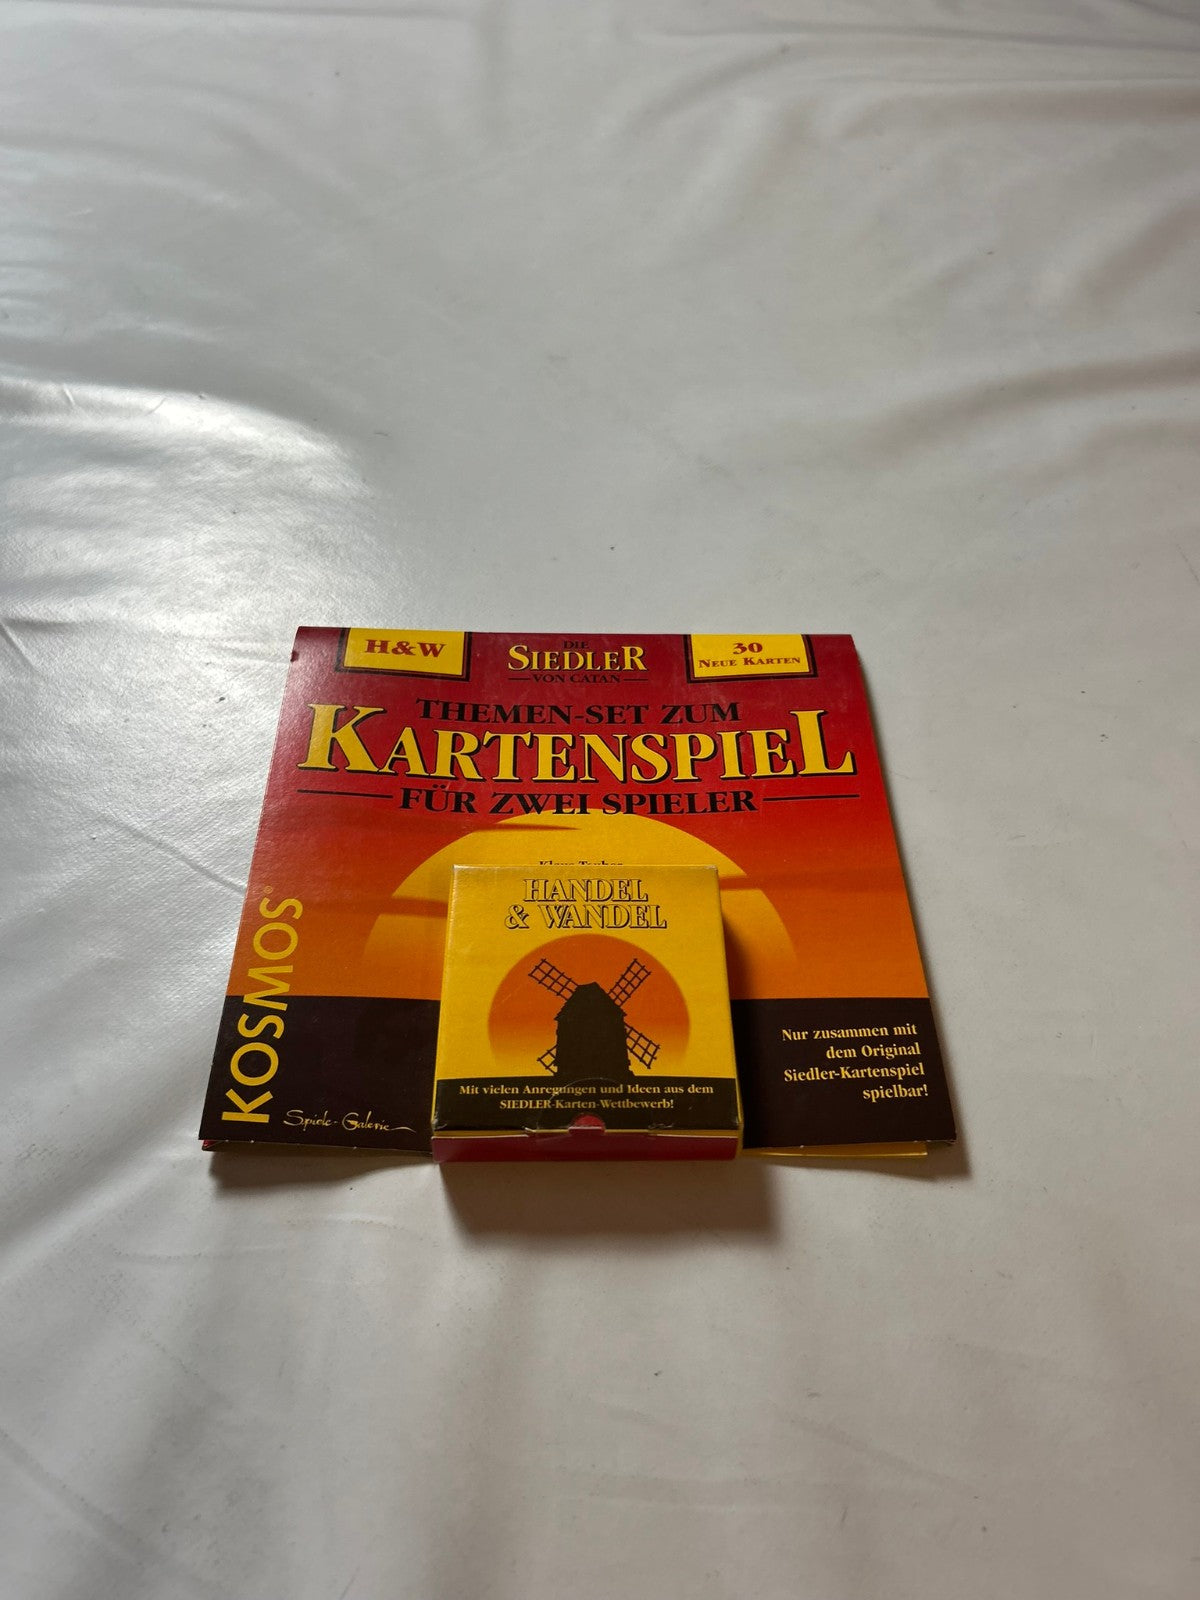 H&W
DIE
SIEDLER
VON CATAN
30
NEUE KARTEN
THEMEN-SET ZUM
KARTENSPIEL
FÜR ZWEI SPIELER
KOSMOS®
Spiele-Galerie
HANDEL
& WANDEL
Mit vielen Anregungen und Ideen aus dem
SIEDLER-Karten-Wettbewerb!
Nur zusammen mit
dem Original
Siedler-Kartenspiel
spielbar!